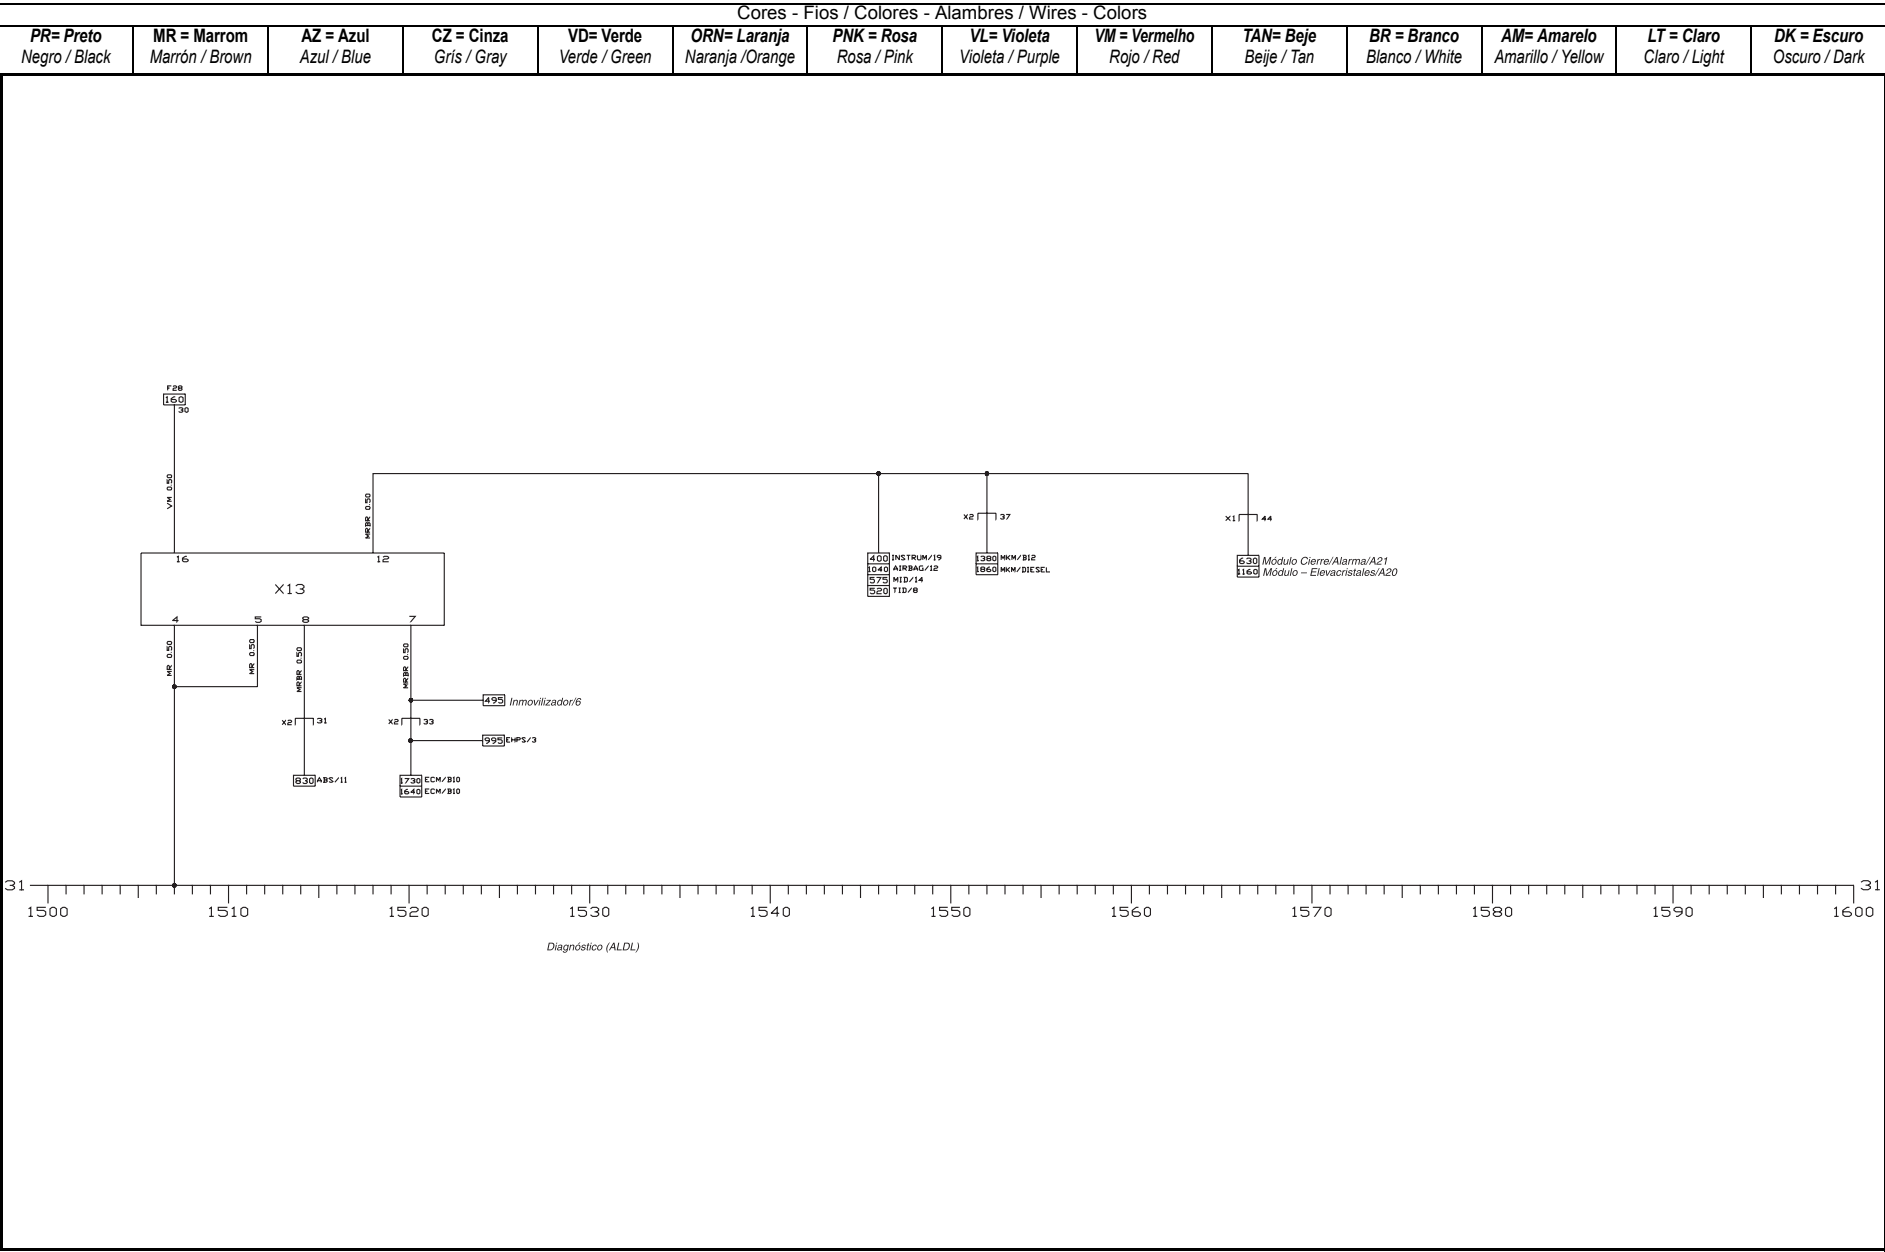 Cores - Fios / Colores - Alambres / Wires - Colors
PR= Preto MR = Marrom AZ = Azul CZ = Cinza VD= Verde ORN= Laranja PNK = Rosa VL= Violeta VM = Vermelho TAN= Beje BR = Branco AM= Amarelo LT = Claro DK = Escuro
Negro / Black Marrón / Brown Azul / Blue Grís / Gray Verde / Green Naranja /Orange Rosa / Pink Violeta / Purple Rojo / Red Beije / Tan Blanco / White Amarillo / Yellow Claro / Light Oscuro / Dark
F28
160
30
VM 0.50
MRBR 0.50
X2 37
X1 44
16 12
X13
4 5 8 7
400 INSTRUM/19
1040 AIRBAG/12
575 MID/14
520 TID/8
1380 MKM/B12
1860 MKM/DIESEL
630 Módulo Cierre/Alarma/A21
1160 Módulo – Elevacristales/A20
MR 0.50
MR 0.50
MRBR 0.50
MRBR 0.50
495 Inmovilizador/6
X2 31
X2 33
995 EHPS/3
830 ABS/11
1730 ECM/B10
1640 ECM/B10
31 31
1500 1510 1520 1530 1540 1550 1560 1570 1580 1590 1600
Diagnóstico (ALDL)